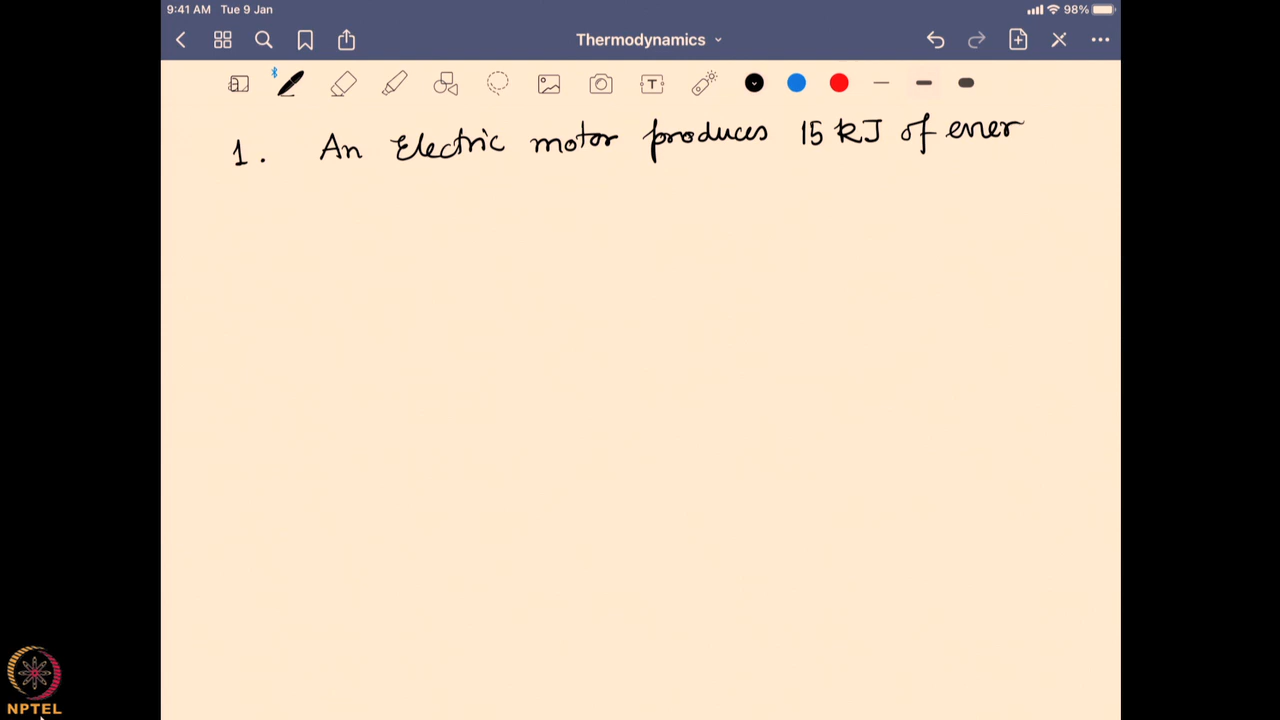 9:41 AM Tue 9 Jan 98%
Thermodynamics
T
1. An Electric motor produces 15 kJ of ener
NPTEL